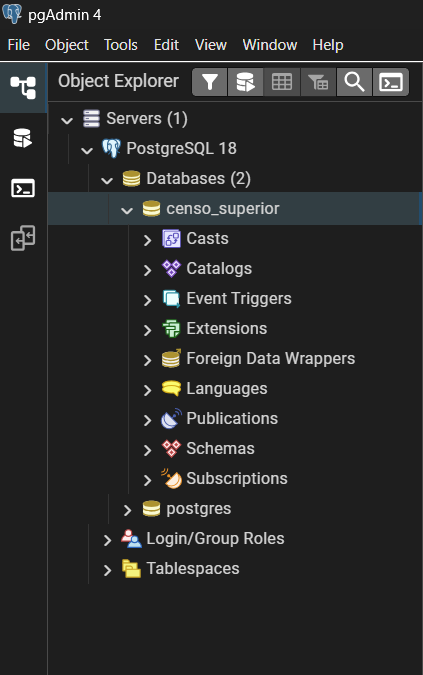 pgAdmin 4
File Object Tools Edit View Window Help
Object Explorer
Servers (1)
PostgreSQL 18
Databases (2)
censo_superior
Casts
Catalogs
Event Triggers
Extensions
Foreign Data Wrappers
Languages
Publications
Schemas
Subscriptions
postgres
Login/Group Roles
Tablespaces